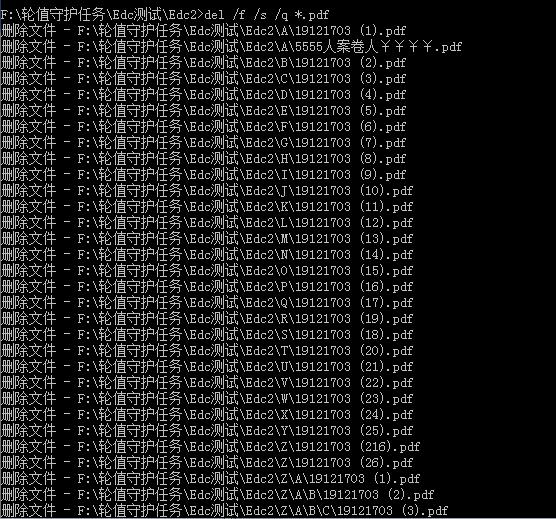 F:\轮值守护任务\Edc测试\Edc2>del /f /s /q *.pdf
删除文件 - F:\轮值守护任务\Edc测试\Edc2\A\19121703 (1).pdf
删除文件 - F:\轮值守护任务\Edc测试\Edc2\A\5555人案卷人￥￥￥￥.pdf
删除文件 - F:\轮值守护任务\Edc测试\Edc2\B\19121703 (2).pdf
删除文件 - F:\轮值守护任务\Edc测试\Edc2\C\19121703 (3).pdf
删除文件 - F:\轮值守护任务\Edc测试\Edc2\D\19121703 (4).pdf
删除文件 - F:\轮值守护任务\Edc测试\Edc2\E\19121703 (5).pdf
删除文件 - F:\轮值守护任务\Edc测试\Edc2\F\19121703 (6).pdf
删除文件 - F:\轮值守护任务\Edc测试\Edc2\G\19121703 (7).pdf
删除文件 - F:\轮值守护任务\Edc测试\Edc2\H\19121703 (8).pdf
删除文件 - F:\轮值守护任务\Edc测试\Edc2\I\19121703 (9).pdf
删除文件 - F:\轮值守护任务\Edc测试\Edc2\J\19121703 (10).pdf
删除文件 - F:\轮值守护任务\Edc测试\Edc2\K\19121703 (11).pdf
删除文件 - F:\轮值守护任务\Edc测试\Edc2\L\19121703 (12).pdf
删除文件 - F:\轮值守护任务\Edc测试\Edc2\M\19121703 (13).pdf
删除文件 - F:\轮值守护任务\Edc测试\Edc2\N\19121703 (14).pdf
删除文件 - F:\轮值守护任务\Edc测试\Edc2\O\19121703 (15).pdf
删除文件 - F:\轮值守护任务\Edc测试\Edc2\P\19121703 (16).pdf
删除文件 - F:\轮值守护任务\Edc测试\Edc2\Q\19121703 (17).pdf
删除文件 - F:\轮值守护任务\Edc测试\Edc2\R\19121703 (19).pdf
删除文件 - F:\轮值守护任务\Edc测试\Edc2\S\19121703 (18).pdf
删除文件 - F:\轮值守护任务\Edc测试\Edc2\T\19121703 (20).pdf
删除文件 - F:\轮值守护任务\Edc测试\Edc2\U\19121703 (21).pdf
删除文件 - F:\轮值守护任务\Edc测试\Edc2\V\19121703 (22).pdf
删除文件 - F:\轮值守护任务\Edc测试\Edc2\W\19121703 (23).pdf
删除文件 - F:\轮值守护任务\Edc测试\Edc2\X\19121703 (24).pdf
删除文件 - F:\轮值守护任务\Edc测试\Edc2\Y\19121703 (25).pdf
删除文件 - F:\轮值守护任务\Edc测试\Edc2\Z\19121703 (216).pdf
删除文件 - F:\轮值守护任务\Edc测试\Edc2\Z\19121703 (26).pdf
删除文件 - F:\轮值守护任务\Edc测试\Edc2\Z\A\19121703 (1).pdf
删除文件 - F:\轮值守护任务\Edc测试\Edc2\Z\A\B\19121703 (2).pdf
删除文件 - F:\轮值守护任务\Edc测试\Edc2\Z\A\B\C\19121703 (3).pdf